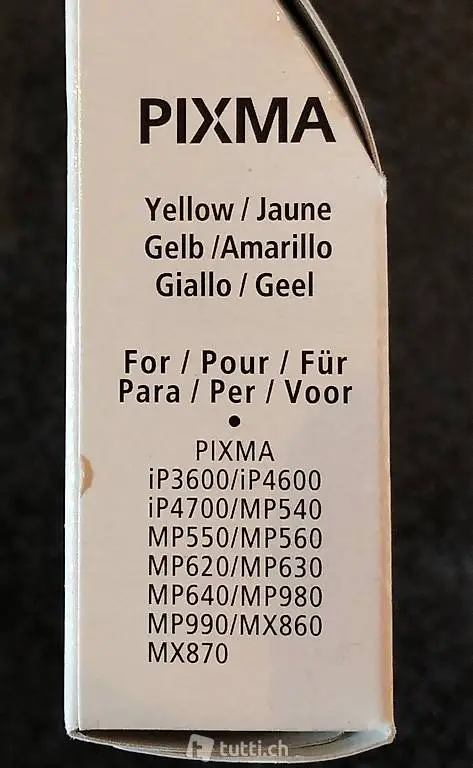 PIXMA
Yellow / Jaune
Gelb /Amarillo
Giallo / Geel
For / Pour / Für
Para / Per / Voor
•
PIXMA
iP3600/iP4600
iP4700/MP540
MP550/MP560
MP620/MP630
MP640/MP980
MP990/MX860
MX870
tutti.ch